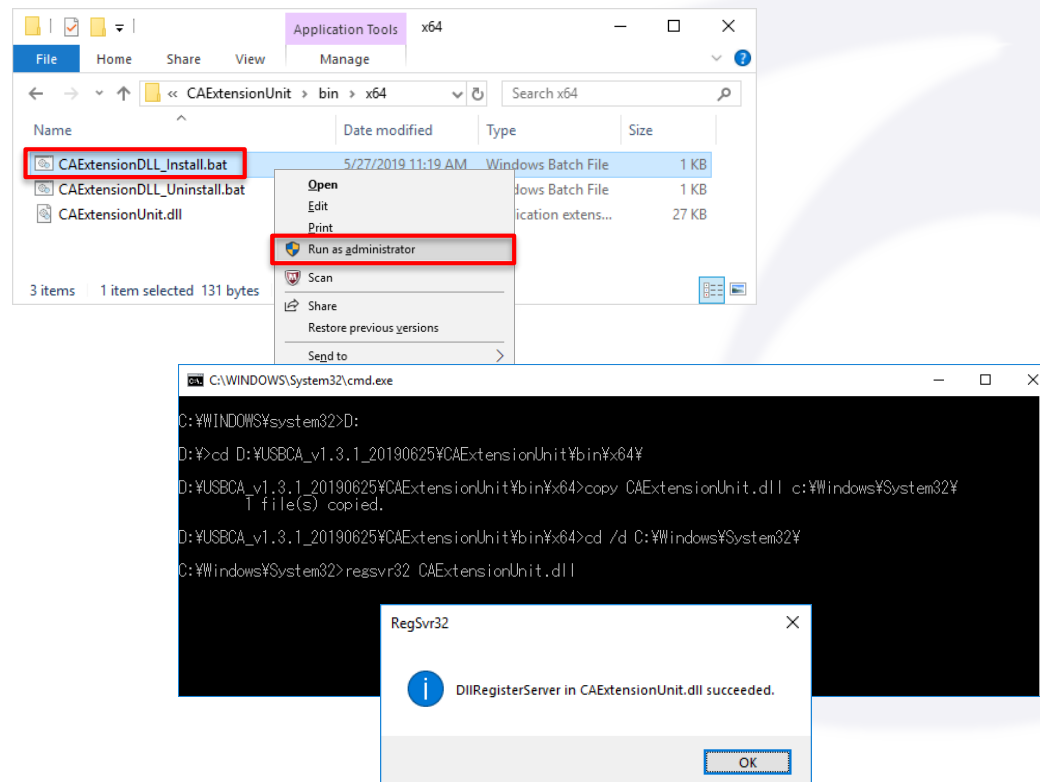 Application Tools x64
File Home Share View Manage
« CAExtensionUnit › bin › x64 Search x64
Name Date modified Type Size
CAExtensionDLL_Install.bat 5/27/2019 11:19 AM Windows Batch File 1 KB
CAExtensionDLL_Uninstall.bat dows Batch File 1 KB
CAExtensionUnit.dll ication extens... 27 KB
Open
Edit
Print
Run as administrator
Scan
Share
Restore previous versions
Send to
3 items 1 item selected 131 bytes
C:\WINDOWS\System32\cmd.exe
C:¥WINDOWS¥system32>D:
D:¥>cd D:¥USBCA_v1.3.1_20190625¥CAExtensionUnit¥bin¥x64¥
D:¥USBCA_v1.3.1_20190625¥CAExtensionUnit¥bin¥x64>copy CAExtensionUnit.dll c:¥Windows¥System32¥
1 file(s) copied.
D:¥USBCA_v1.3.1_20190625¥CAExtensionUnit¥bin¥x64>cd /d C:¥Windows¥System32¥
C:¥Windows¥System32>regsvr32 CAExtensionUnit.dll
RegSvr32
DllRegisterServer in CAExtensionUnit.dll succeeded.
OK